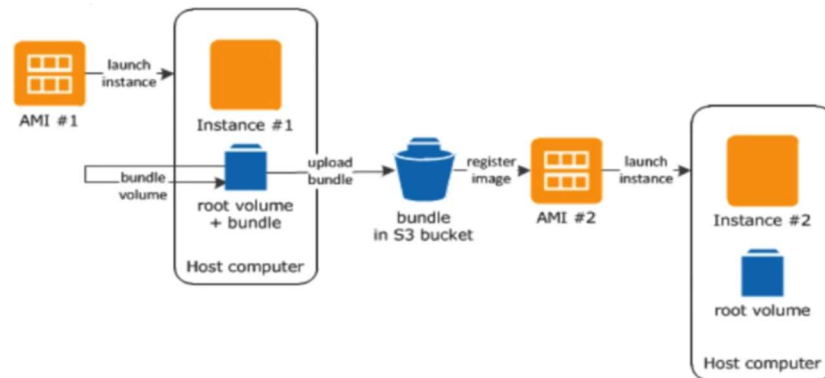 AMI #1
launch
instance
Instance #1
bundle
volume
root volume
+ bundle
Host computer
upload
bundle
bundle
in S3 bucket
register
image
AMI #2
launch
instance
Instance #2
root volume
Host computer